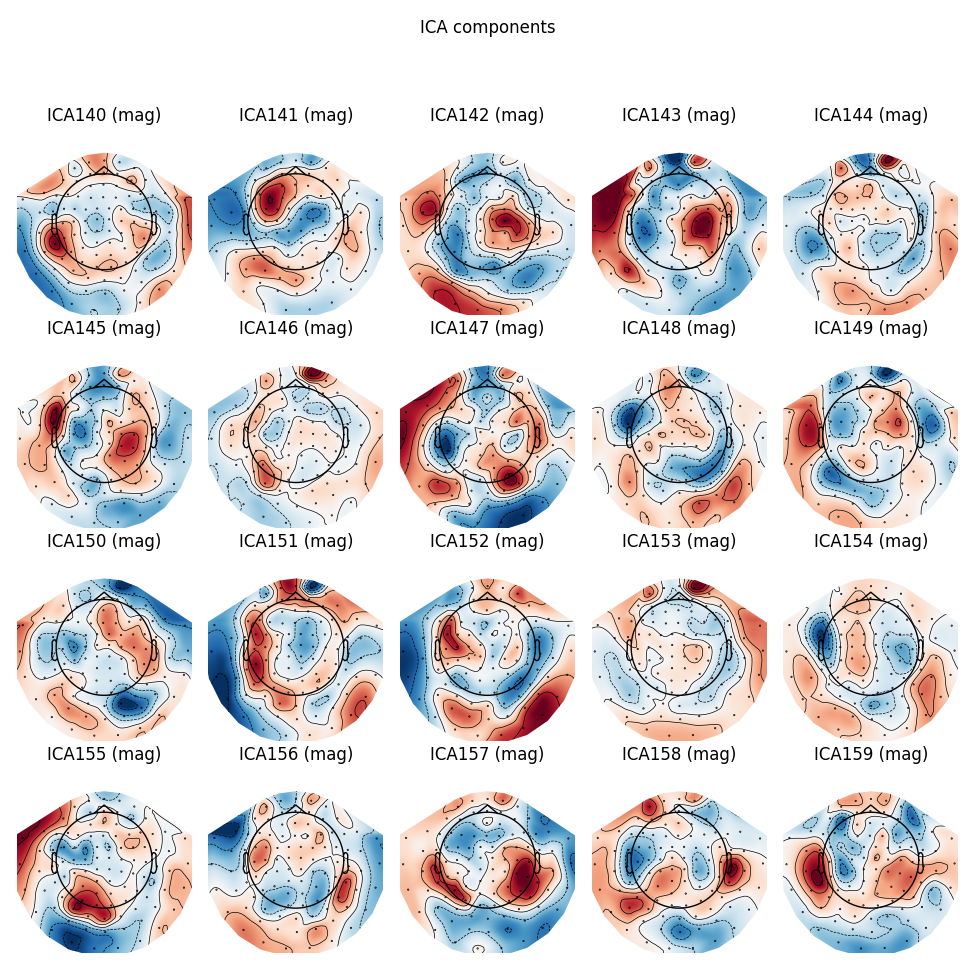 ICA components
ICA140 (mag) ICA141 (mag) ICA142 (mag) ICA143 (mag) ICA144 (mag)
ICA145 (mag) ICA146 (mag) ICA147 (mag) ICA148 (mag) ICA149 (mag)
ICA150 (mag) ICA151 (mag) ICA152 (mag) ICA153 (mag) ICA154 (mag)
ICA155 (mag) ICA156 (mag) ICA157 (mag) ICA158 (mag) ICA159 (mag)